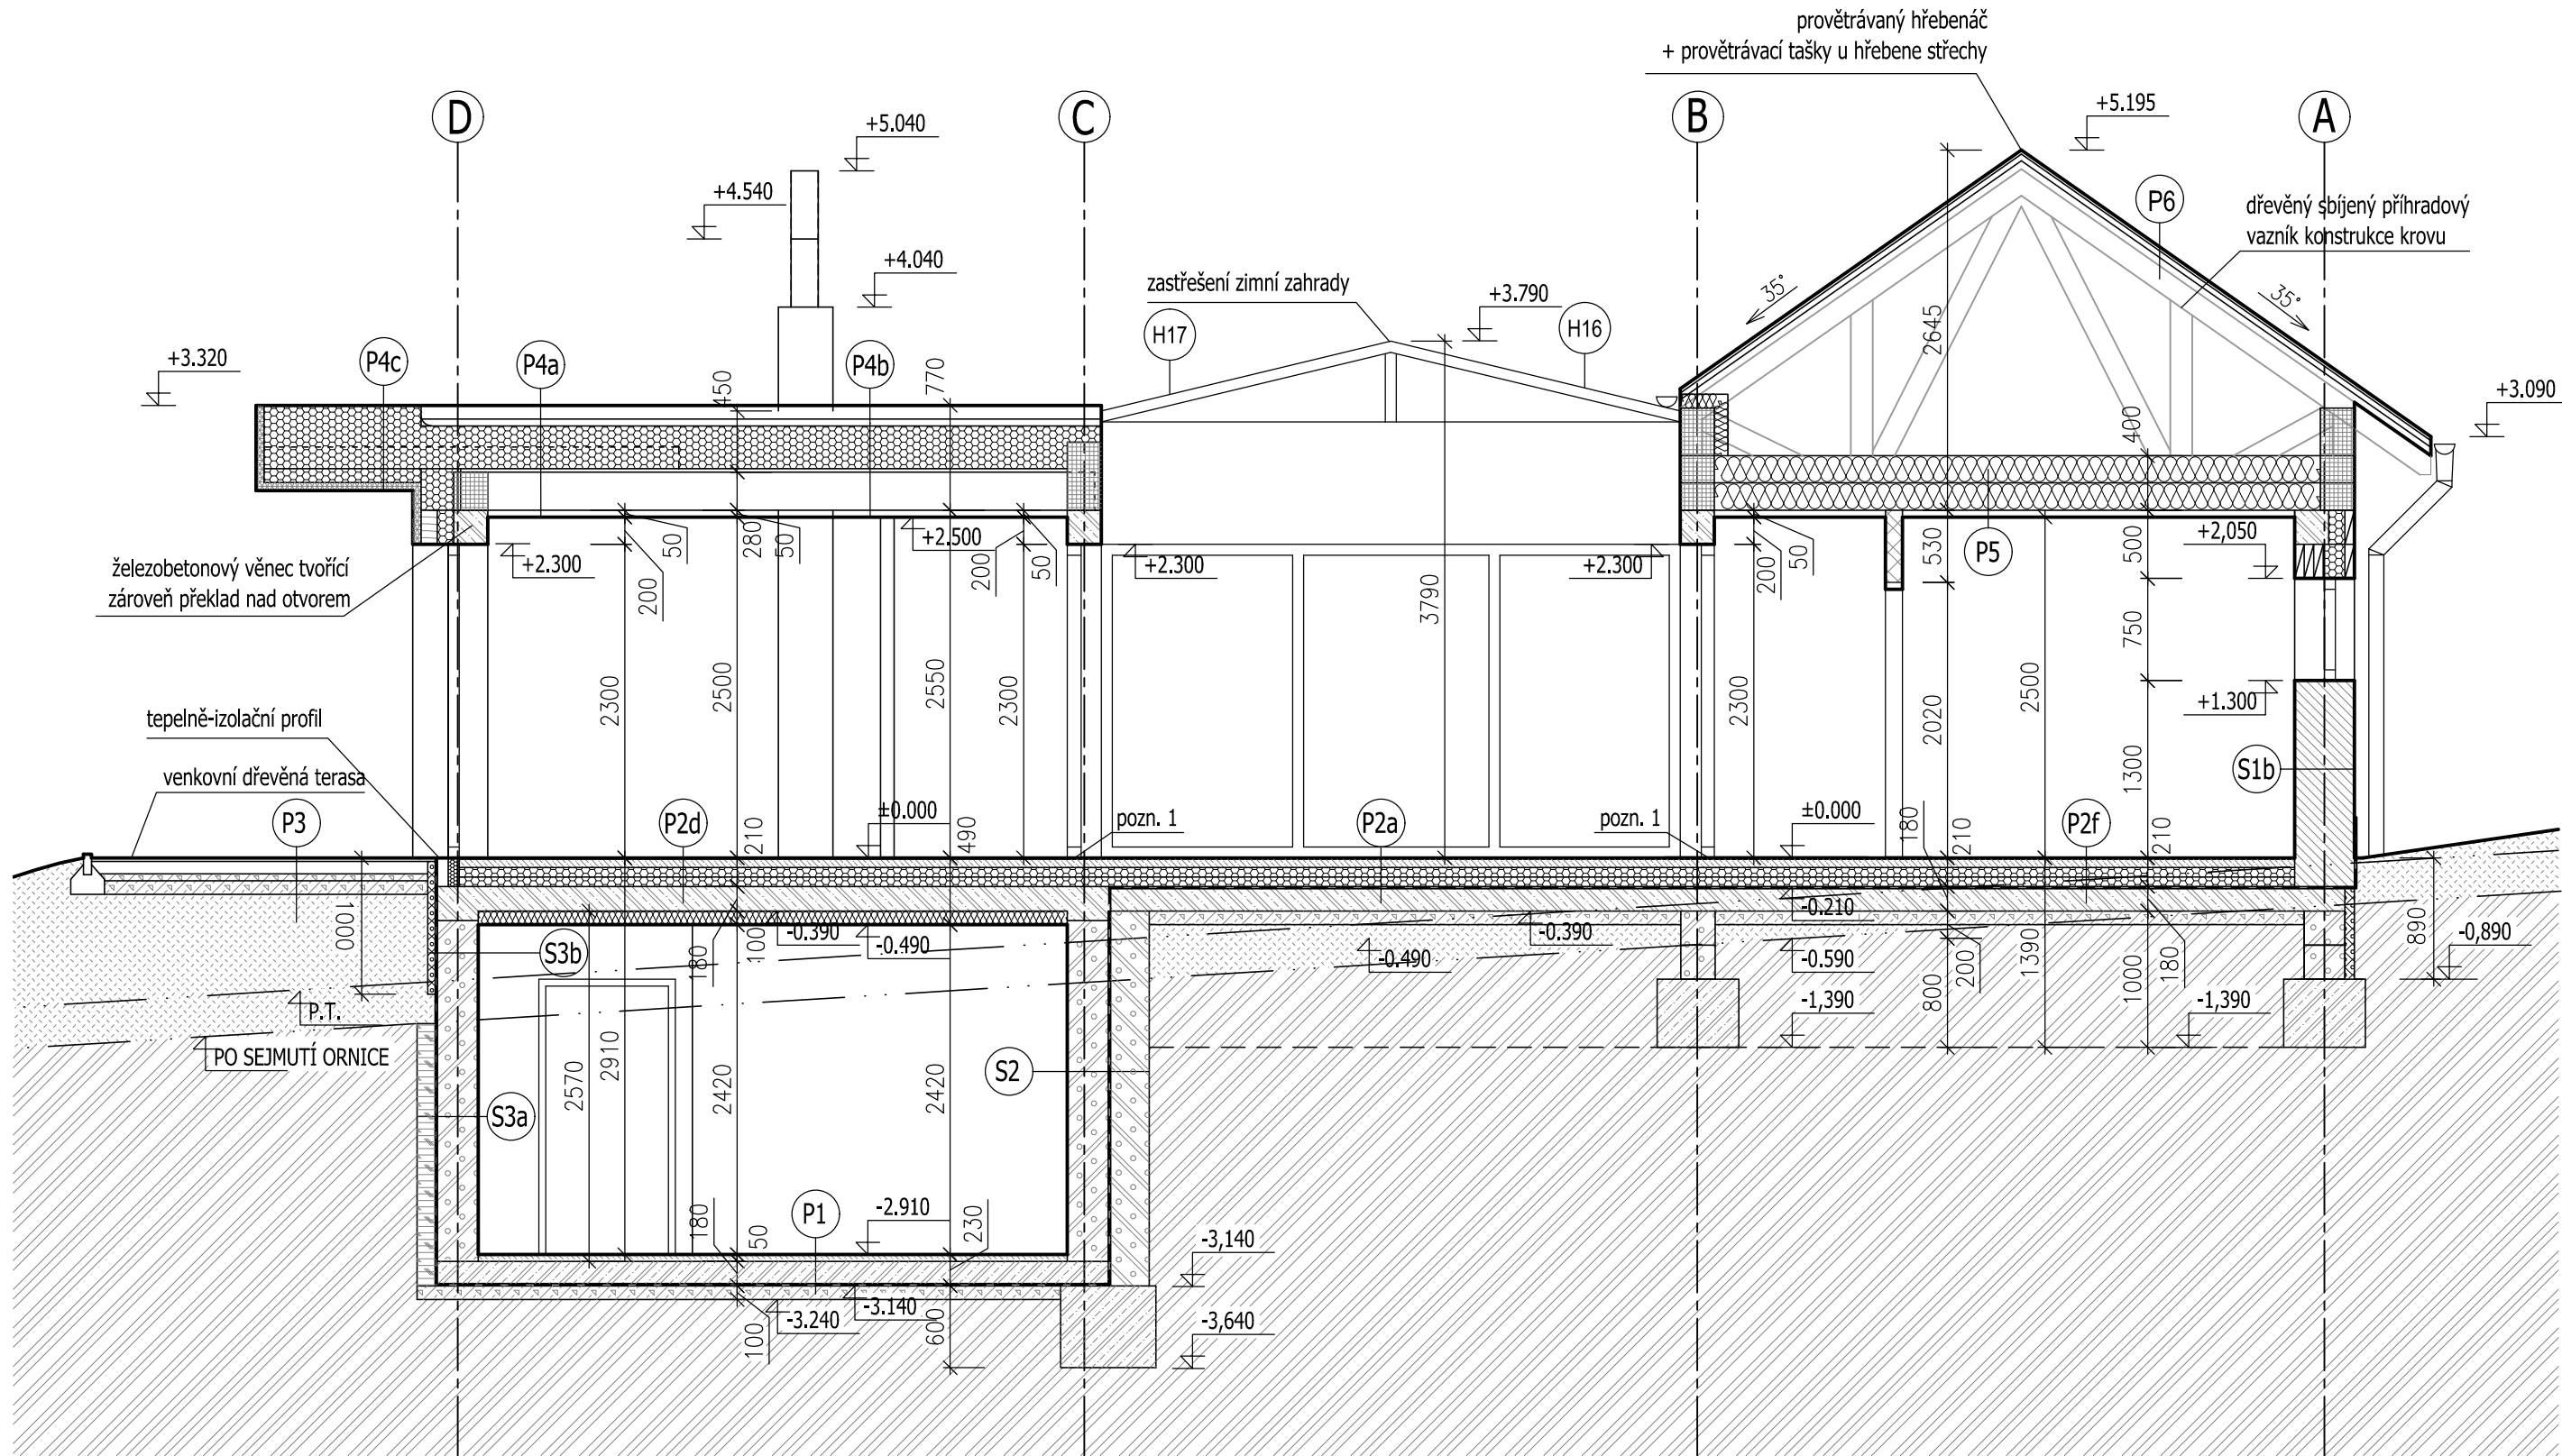 provětrávaný hřebenáč
+ provětrávací tašky u hřebene střechy
D
C
B
A
+5.040
+5.195
+4.540
P6
dřevěný sbíjený příhradový
vazník konstrukce krovu
+4.040
zastřešení zimní zahrady
+3.790
35°
35°
H17
H16
2645
+3.320
P4c
P4a
P4b
450
770
+3.090
400
50
280
50
+2.500
50
200
+2.300
200
+2.300
+2.300
200
50
530
P5
500
+2,050
železobetonový věnec tvořící
zároveň překlad nad otvorem
3790
750
2300
2500
2550
2300
2300
2020
2500
+1.300
tepelně-izolační profil
venkovní dřevěná terasa
1300
S1b
P3
P2d
210
±0.000
490
pozn. 1
P2a
pozn. 1
±0.000
180
210
P2f
210
1000
S3b
180
100
-0.390
-0.490
-0.490
-0.390
-0.210
-0.590
800
200
1390
1000
180
890
-0,890
P.T.
-1,390
-1,390
PO SEJMUTÍ ORNICE
2570
2910
2420
2420
S2
S3a
180
50
P1
-2.910
230
-3,140
100
-3.240
-3.140
600
-3,640